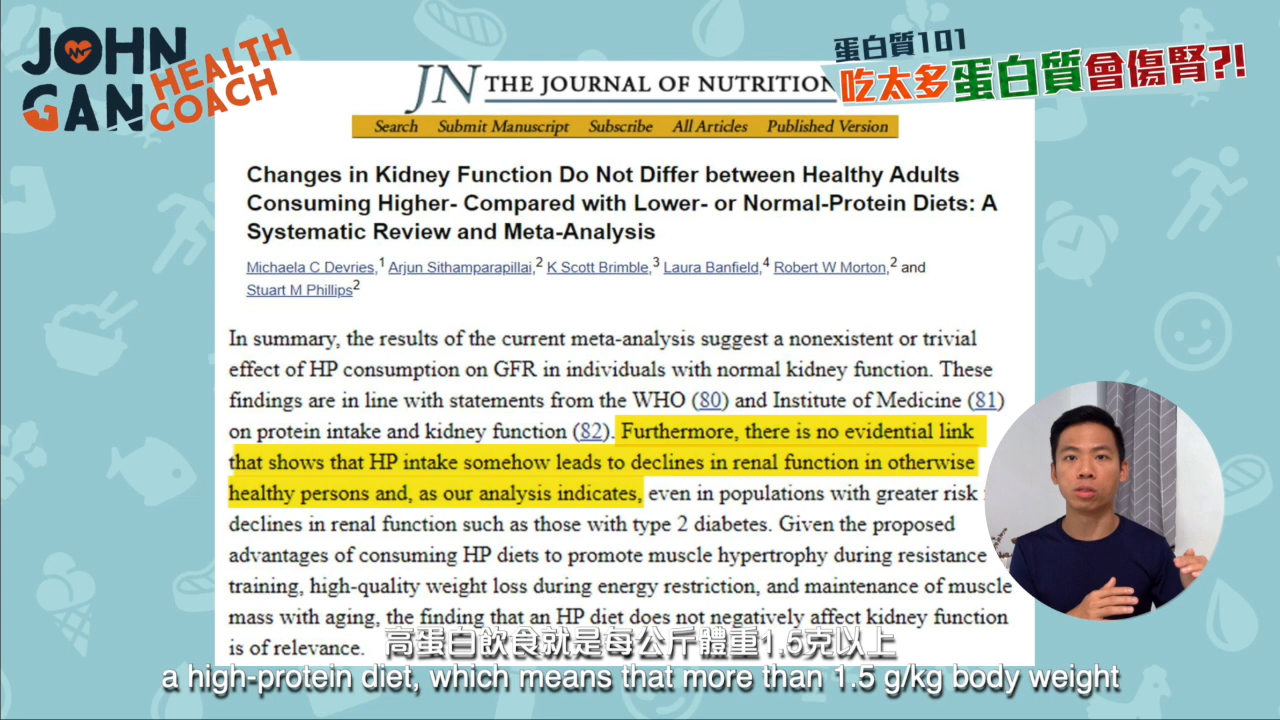 JOHN
GAN
HEALTH
COACH
蛋白質101
吃太多蛋白質會傷腎?!
JN THE JOURNAL OF NUTRITION
Search Submit Manuscript Subscribe All Articles Published Version
Changes in Kidney Function Do Not Differ between Healthy Adults
Consuming Higher- Compared with Lower- or Normal-Protein Diets: A
Systematic Review and Meta-Analysis
Michaela C Devries,1 Arjun Sithamparapillai,2 K Scott Brimble,3 Laura Banfield,4 Robert W Morton,2 and
Stuart M Phillips2
In summary, the results of the current meta-analysis suggest a nonexistent or trivial
effect of HP consumption on GFR in individuals with normal kidney function. These
findings are in line with statements from the WHO (80) and Institute of Medicine (81)
on protein intake and kidney function (82). Furthermore, there is no evidential link
that shows that HP intake somehow leads to declines in renal function in otherwise
healthy persons and, as our analysis indicates, even in populations with greater risk
declines in renal function such as those with type 2 diabetes. Given the proposed
advantages of consuming HP diets to promote muscle hypertrophy during resistance
training, high-quality weight loss during energy restriction, and maintenance of muscle
mass with aging, the finding that an HP diet does not negatively affect kidney function
is of relevance.
高蛋白飲食就是每公斤體重1.5克以上
a high-protein diet, which means that more than 1.5 g/kg body weight